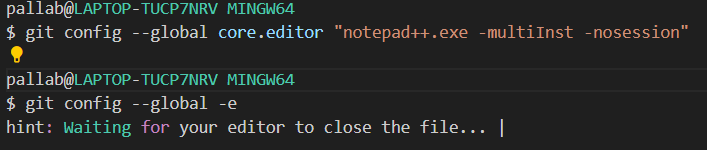 pallab@LAPTOP-TUCP7NRV MINGW64
$ git config --global core.editor "notepad++.exe -multiInst -nosession"
pallab@LAPTOP-TUCP7NRV MINGW64
$ git config --global -e
hint: Waiting for your editor to close the file... |